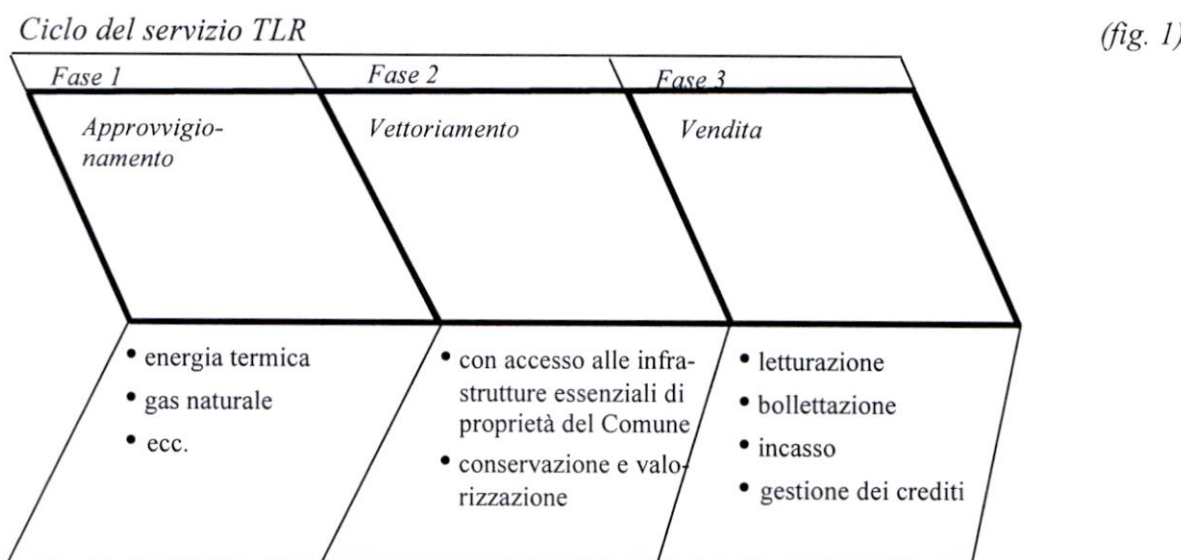 Ciclo del servizio TLR
(fig. 1)
Fase 1
Fase 2
Fase 3
Approvvigio-
namento
Vettoriamento
Vendita
• energia termica
• gas naturale
• ecc.
• con accesso alle infra-
strutture essenziali di
proprietà del Comune
• conservazione e valo-
rizzazione
• letturazione
• bollettazione
• incasso
• gestione dei crediti